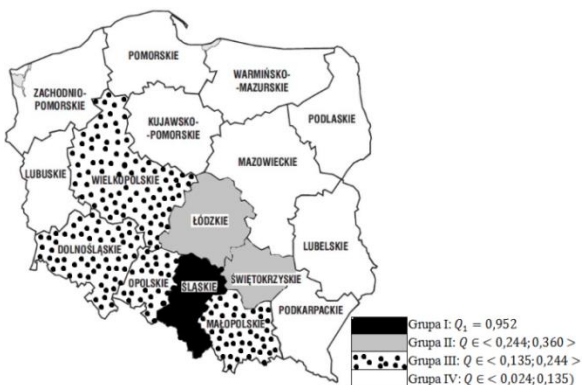 POMORSKIE
WARMIŃSKO-
MAZURSKIE
ZACHODNIO-
POMORSKIE
PODLASKIE
KUJAWSKO-
-POMORSKIE
MAZOWIECKIE
LUBUSKIE
WIELKOPOLSKIE
ŁÓDZKIE
DOLNOŚLĄSKIE
LUBELSKIE
OPOLSKIE
ŚLĄSKIE
ŚWIĘTOKRZYSKIE
MAŁOPOLSKIE
PODKARPACKIE
Grupa I: Q₁ = 0,952
Grupa II: Q ∈ < 0,244; 0,360 >
Grupa III: Q ∈ < 0,135; 0,244 >
Grupa IV: Q ∈ < 0,024; 0,135)